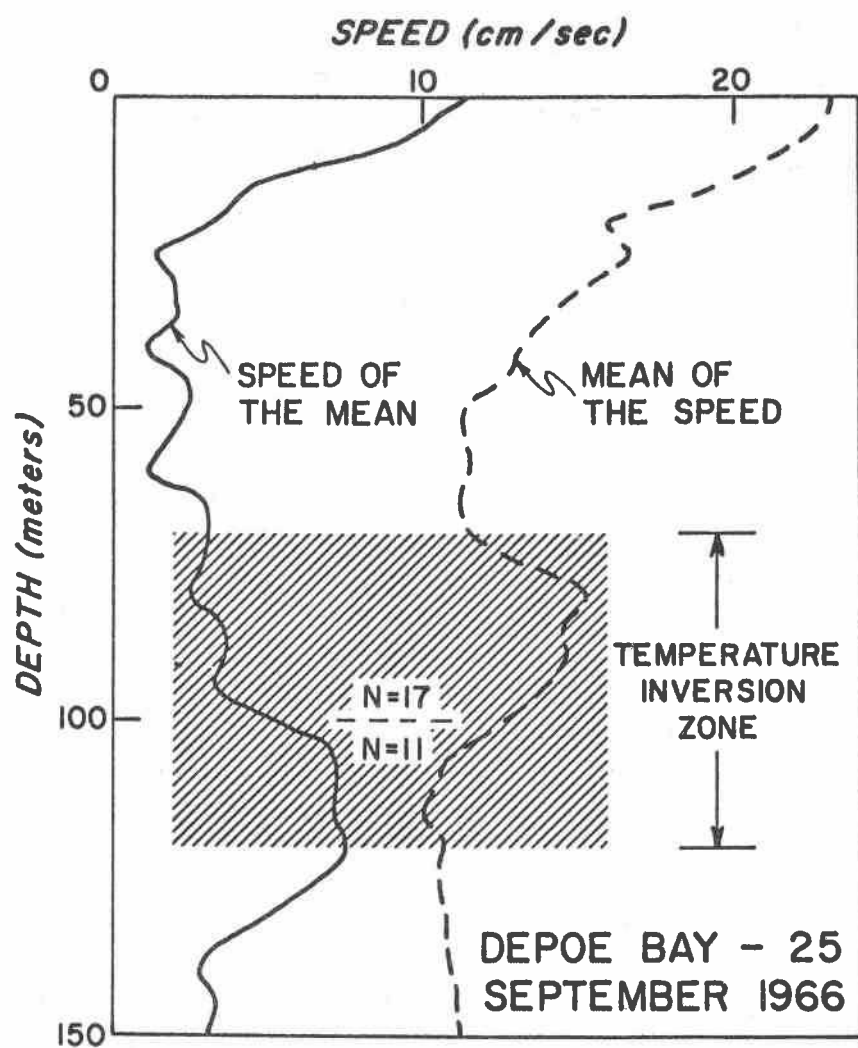 SPEED (cm/sec)
0 10 20
0
SPEED OF
THE MEAN
MEAN OF
THE SPEED
50
DEPTH (meters)
TEMPERATURE
INVERSION
ZONE
N=17
100
N=11
DEPOE BAY - 25
SEPTEMBER 1966
150